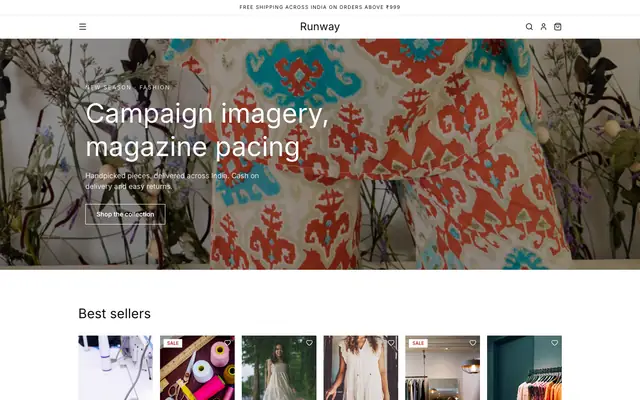 FREE SHIPPING ACROSS INDIA ON ORDERS ABOVE ₹999
Runway
NEW SEASON · FASHION
Campaign imagery,
magazine pacing
Handpicked pieces, delivered across India. Cash on
delivery and easy returns.
Shop the collection
Best sellers
SALE
SALE